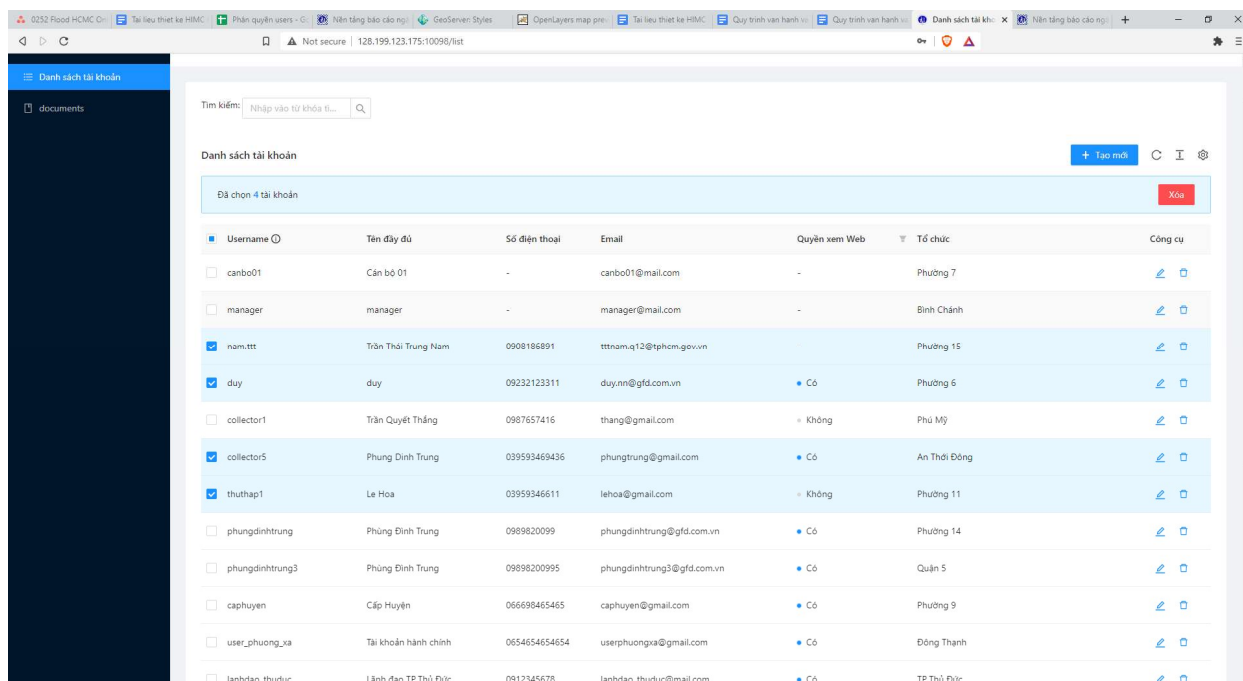 0252 Flood HCMC Ori
Tai lieu thiet ke HIMC
Phân quyền users - G
Nền tảng báo cáo ngậ
GeoServer: Styles
OpenLayers map prev
Tai lieu thiet ke HIMC
Quy trinh van hanh v
Quy trinh van hanh v
Danh sách tài kho
Nền tảng báo cáo ngậ
Not secure | 128.199.123.175:10098/list
Danh sách tài khoản
documents
Tìm kiếm: Nhập vào từ khóa tì...
Danh sách tài khoản
+ Tạo mới
Đã chọn 4 tài khoản
Xóa
Username Tên đầy đủ Số điện thoại Email Quyền xem Web Tổ chức Công cụ
canbo01 Cán bộ 01 - canbo01@mail.com - Phường 7
manager manager - manager@mail.com - Bình Chánh
nam.ttt Trần Thái Trung Nam 0908186891 tttnam.q12@tphcm.gov.vn Phường 15
duy duy 09232123311 duy.nn@gfd.com.vn Có Phường 6
collector1 Trần Quyết Thắng 0987657416 thang@gmail.com Không Phú Mỹ
collector5 Phung Dinh Trung 039593469436 phungtrung@gmail.com Có An Thới Đông
thuthap1 Le Hoa 03959346611 lehoa@gmail.com Không Phường 11
phungdinhtrung Phùng Đình Trung 0989820099 phungdinhtrung@gfd.com.vn Có Phường 14
phungdinhtrung3 Phùng Đình Trung 09898200995 phungdinhtrung3@gfd.com.vn Có Quận 5
caphuyen Cấp Huyện 066698465465 caphuyen@gmail.com Có Phường 9
user_phuong_xa Tài khoản hành chính 0654654654654 userphuongxa@gmail.com Có Đông Thạnh
lanhdao_thuduc Lãnh đạo TP Thủ Đức 0912345678 lanhdao_thuduc@mail.com Có TP Thủ Đức